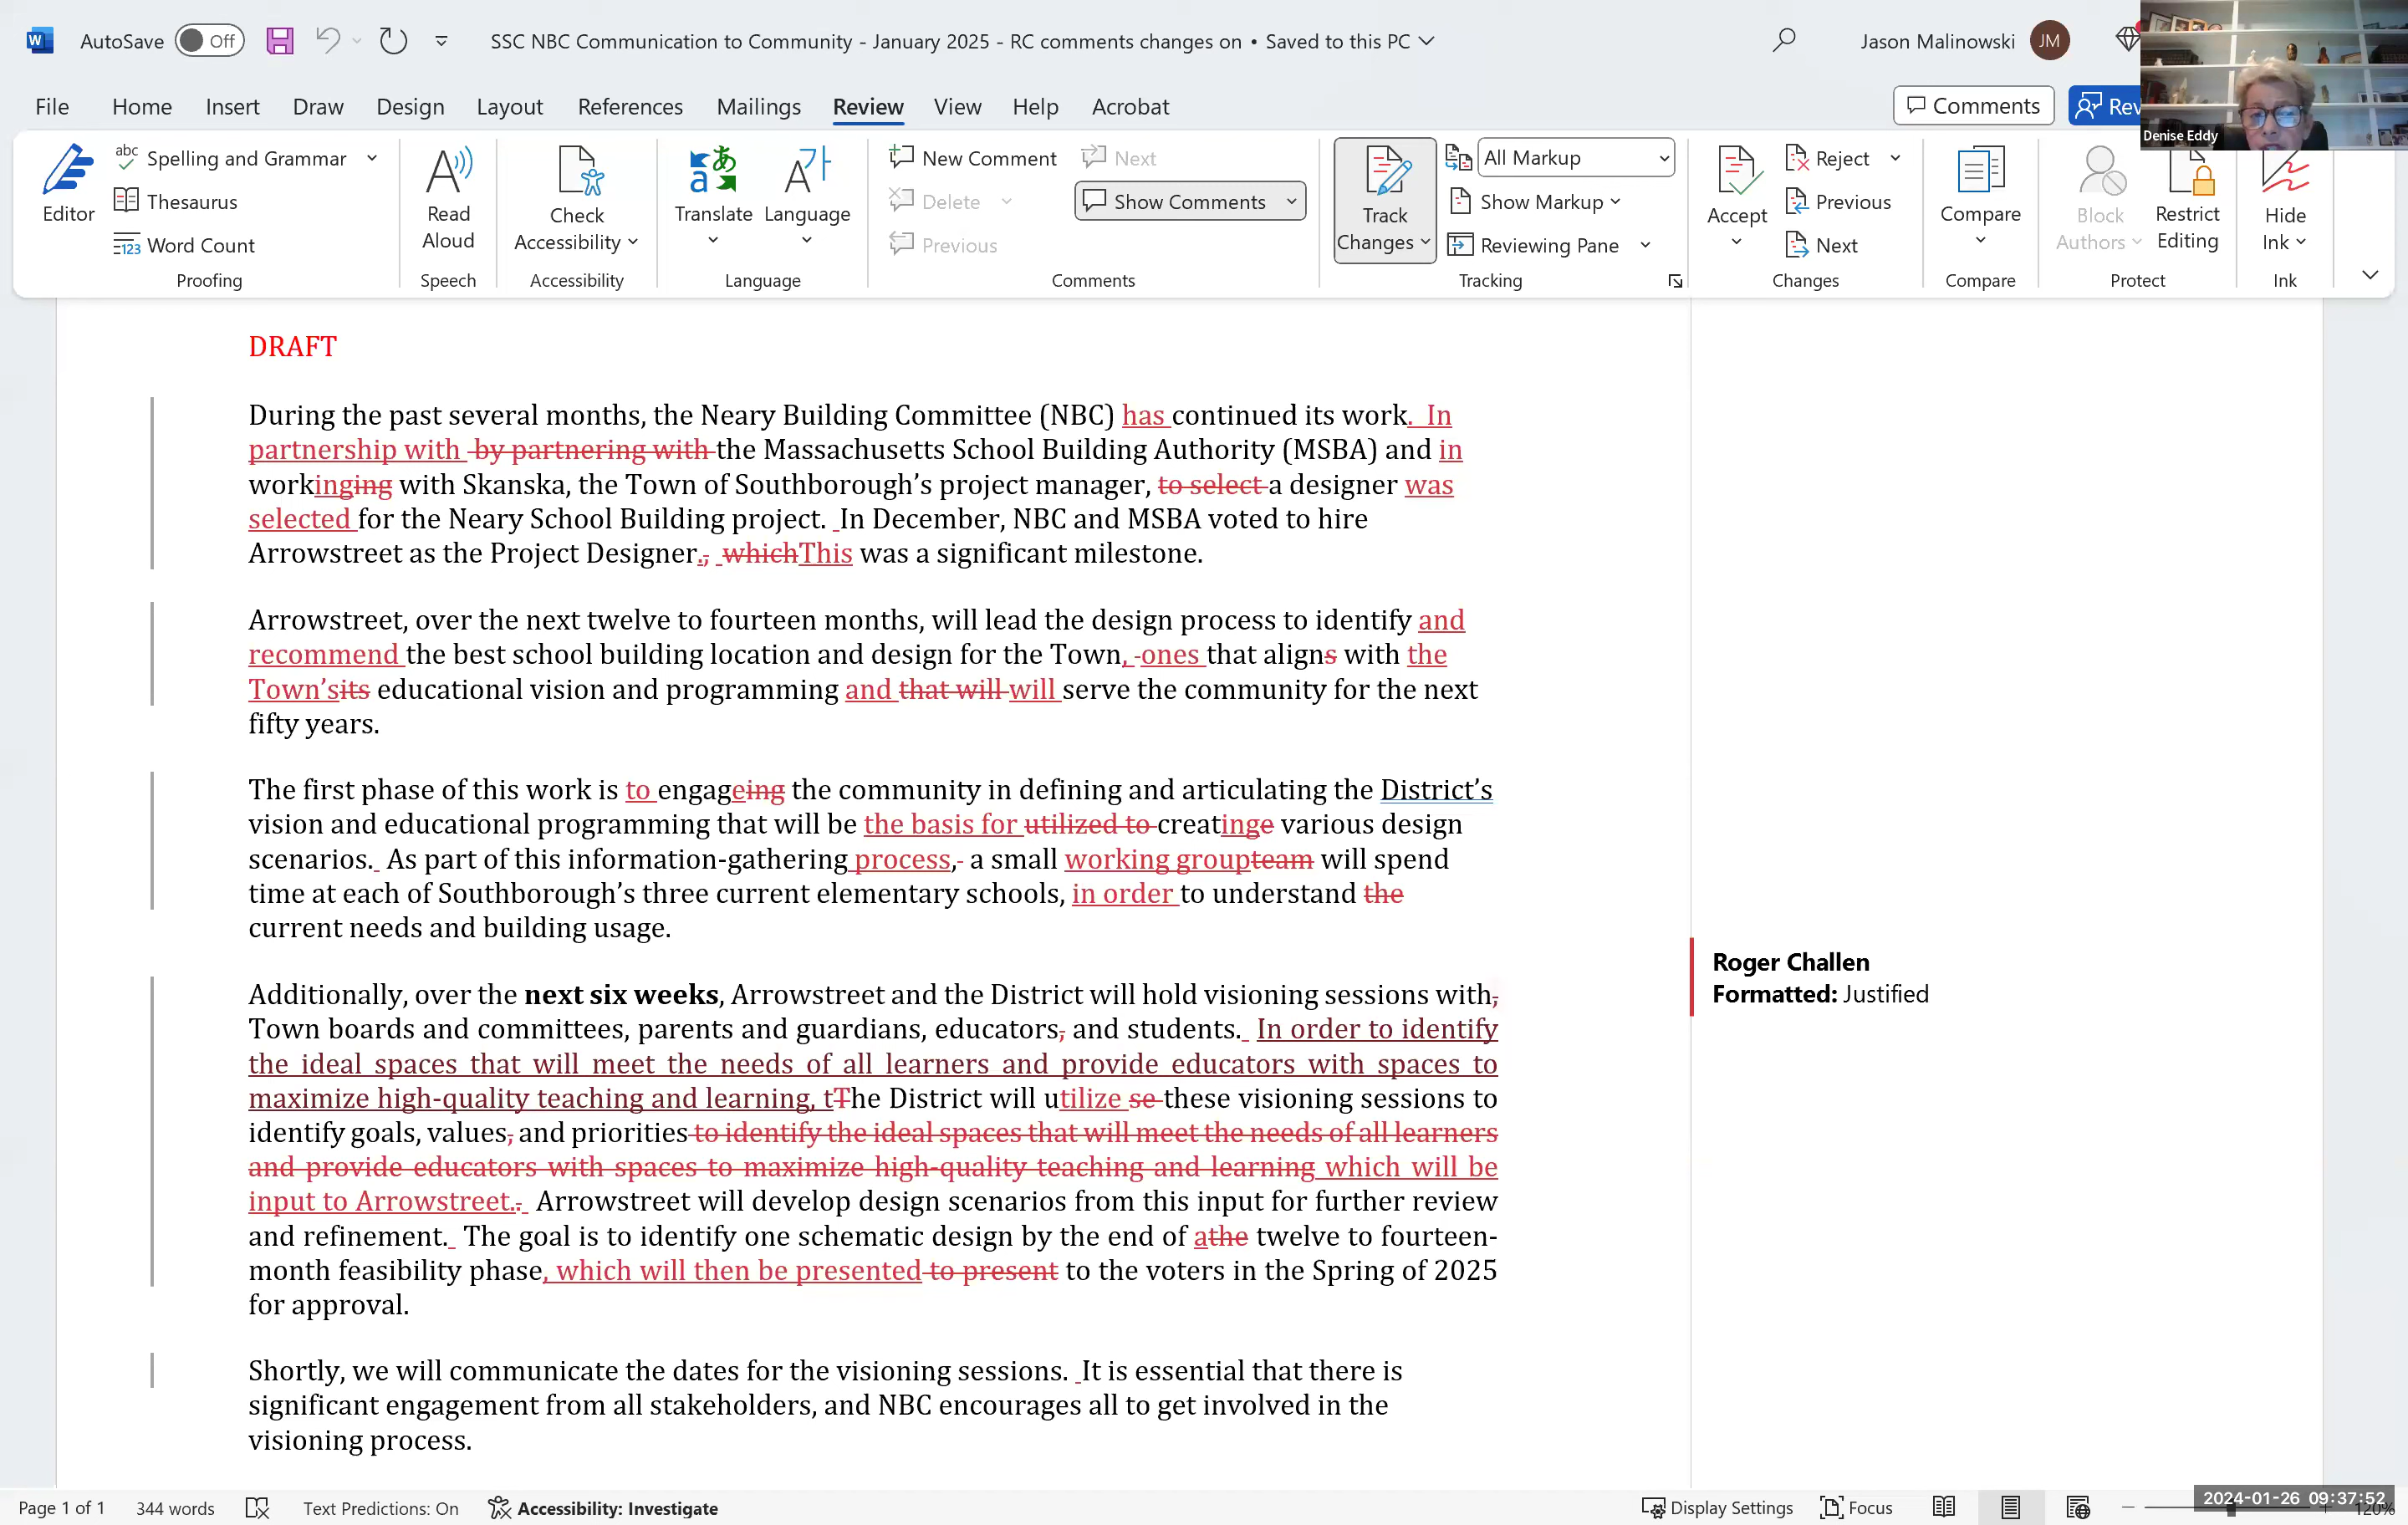 AutoSave Off SSC NBC Communication to Community - January 2025 - RC comments changes on • Saved to this PC Jason Malinowski JM
File Home Insert Draw Design Layout References Mailings Review View Help Acrobat Comments Rev
Denise Eddy
Editor
abc Spelling and Grammar
Thesaurus
123 Word Count
Proofing
Read Aloud
Speech
Check Accessibility
Accessibility
Translate
Language
Language
New Comment
Delete
Previous
Next
Show Comments
Comments
Track Changes
All Markup
Show Markup
Reviewing Pane
Tracking
Accept
Reject
Previous
Next
Changes
Compare
Compare
Block Authors
Restrict Editing
Protect
Hide Ink
Ink
DRAFT
During the past several months, the Neary Building Committee (NBC) has continued its work. In
partnership with by partnering with the Massachusetts School Building Authority (MSBA) and in
workinging with Skanska, the Town of Southborough’s project manager, to select a designer was
selected for the Neary School Building project. In December, NBC and MSBA voted to hire
Arrowstreet as the Project Designer., whichThis was a significant milestone.
Arrowstreet, over the next twelve to fourteen months, will lead the design process to identify and
recommend the best school building location and design for the Town, -ones that aligns with the
Town’sits educational vision and programming and that will will serve the community for the next
fifty years.
The first phase of this work is to engageing the community in defining and articulating the District’s
vision and educational programming that will be the basis for utilized to creatinge various design
scenarios. As part of this information-gathering process,- a small working groupteam will spend
time at each of Southborough’s three current elementary schools, in order to understand the
current needs and building usage.
Additionally, over the next six weeks, Arrowstreet and the District will hold visioning sessions with,
Town boards and committees, parents and guardians, educators, and students. In order to identify
the ideal spaces that will meet the needs of all learners and provide educators with spaces to
maximize high-quality teaching and learning, tThe District will utilize se these visioning sessions to
identify goals, values, and priorities to identify the ideal spaces that will meet the needs of all learners
and provide educators with spaces to maximize high-quality teaching and learning which will be
input to Arrowstreet.. Arrowstreet will develop design scenarios from this input for further review
and refinement. The goal is to identify one schematic design by the end of athe twelve to fourteen-
month feasibility phase, which will then be presented to present to the voters in the Spring of 2025
for approval.
Shortly, we will communicate the dates for the visioning sessions. It is essential that there is
significant engagement from all stakeholders, and NBC encourages all to get involved in the
visioning process.
Roger Challen
Formatted: Justified
Page 1 of 1 344 words Text Predictions: On Accessibility: Investigate Display Settings Focus 120%
2024-01-26 09:37:52